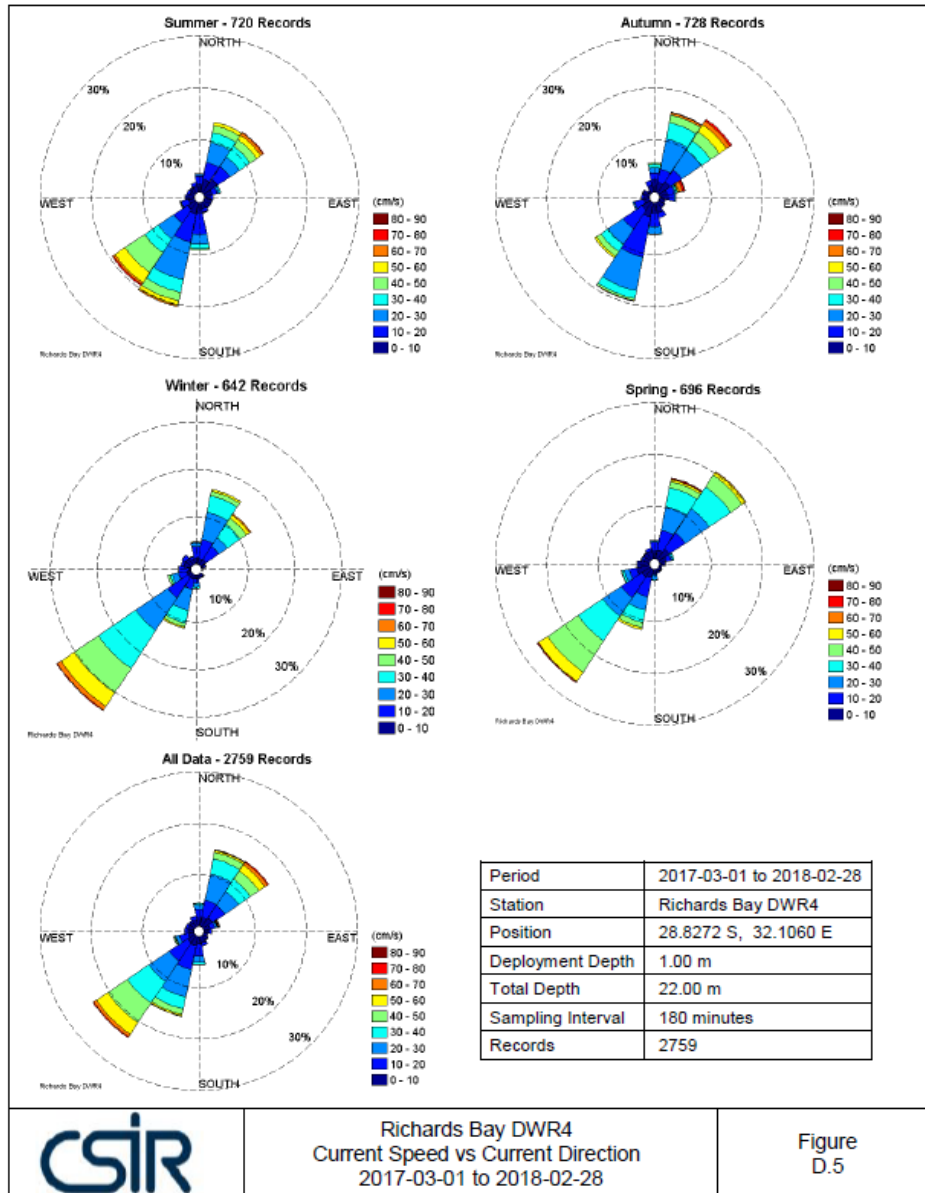 Summer - 720 Records
NORTH
30%
20%
10%
WEST
EAST
SOUTH
(cm/s)
80 - 90
70 - 80
60 - 70
50 - 60
40 - 50
30 - 40
20 - 30
10 - 20
0 - 10
Richards Bay DWR4
Autumn - 728 Records
NORTH
30%
20%
10%
WEST
EAST
SOUTH
(cm/s)
80 - 90
70 - 80
60 - 70
50 - 60
40 - 50
30 - 40
20 - 30
10 - 20
0 - 10
Richards Bay DWR4
Winter - 642 Records
NORTH
WEST
EAST
10%
20%
30%
SOUTH
(cm/s)
80 - 90
70 - 80
60 - 70
50 - 60
40 - 50
30 - 40
20 - 30
10 - 20
0 - 10
Richards Bay DWR4
Spring - 696 Records
NORTH
WEST
EAST
10%
20%
30%
SOUTH
(cm/s)
80 - 90
70 - 80
60 - 70
50 - 60
40 - 50
30 - 40
20 - 30
10 - 20
0 - 10
Richards Bay DWR4
All Data - 2759 Records
NORTH
WEST
EAST
10%
20%
30%
SOUTH
(cm/s)
80 - 90
70 - 80
60 - 70
50 - 60
40 - 50
30 - 40
20 - 30
10 - 20
0 - 10
Richards Bay DWR4
Period 2017-03-01 to 2018-02-28
Station Richards Bay DWR4
Position 28.8272 S, 32.1060 E
Deployment Depth 1.00 m
Total Depth 22.00 m
Sampling Interval 180 minutes
Records 2759
CSIR
Richards Bay DWR4
Current Speed vs Current Direction
2017-03-01 to 2018-02-28
Figure
D.5